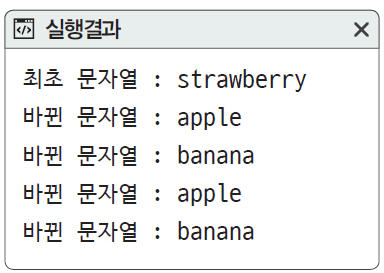 실행결과
최초 문자열 : strawberry
바뀐 문자열 : apple
바뀐 문자열 : banana
바뀐 문자열 : apple
바뀐 문자열 : banana